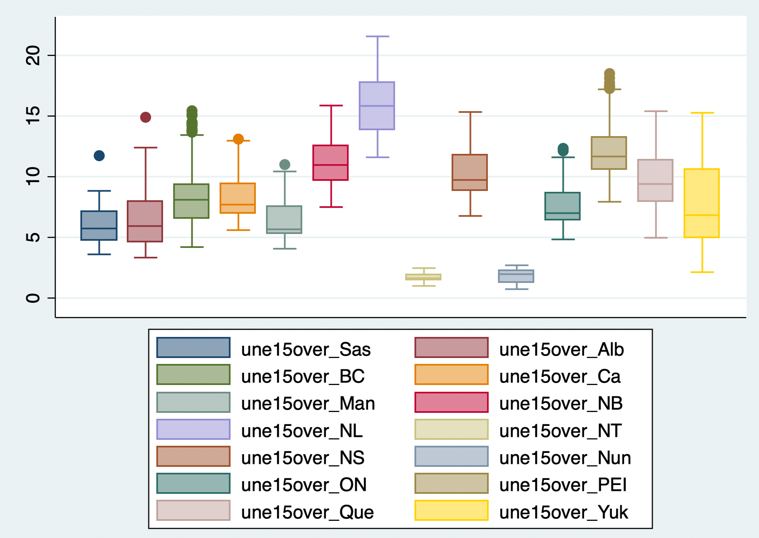 20
15
10
5
0
une15over_Sas une15over_Alb
une15over_BC une15over_Ca
une15over_Man une15over_NB
une15over_NL une15over_NT
une15over_NS une15over_Nun
une15over_ON une15over_PEI
une15over_Que une15over_Yuk